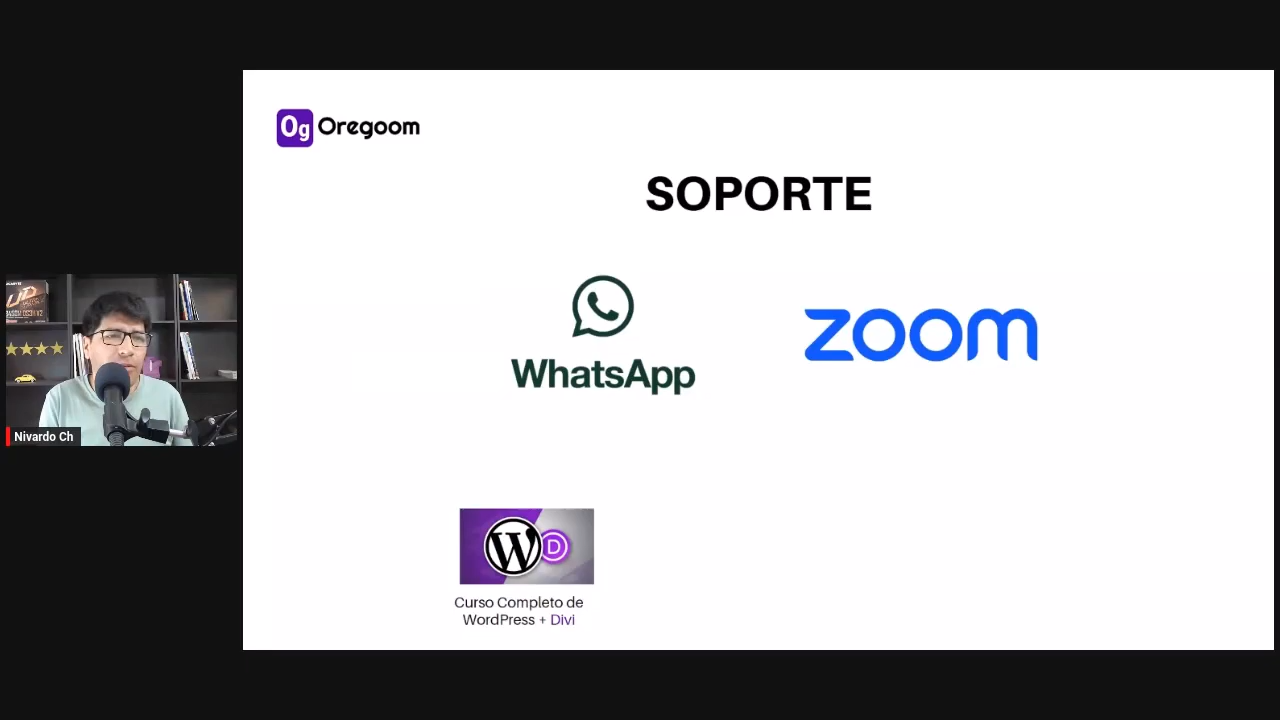 Og Oregoom
SOPORTE
WhatsApp
zoom
Nivardo Ch
W D
Curso Completo de
WordPress + Divi